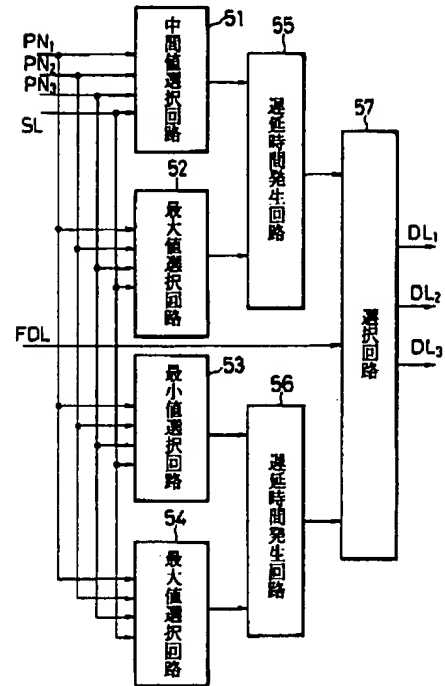 PN₁
PN₂
PN₃
SL
51
中間値選択回路
52
最大値選択回路
FDL
53
最小値選択回路
54
最大値選択回路
55
遅延時間発生回路
56
遅延時間発生回路
57
選択回路
DL₁
DL₂
DL₃